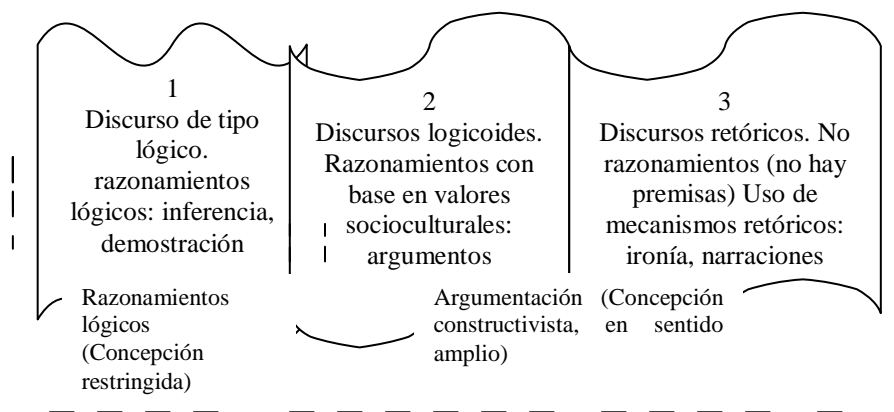 1
Discurso de tipo
lógico.
razonamientos
lógicos: inferencia,
demostración
2
Discursos logicoides.
Razonamientos con
base en valores
socioculturales:
argumentos
3
Discursos retóricos. No
razonamientos (no hay
premisas) Uso de
mecanismos retóricos:
ironía, narraciones
Razonamientos
lógicos
(Concepción
restringida)
Argumentación (Concepción
constructivista, en sentido
amplio)